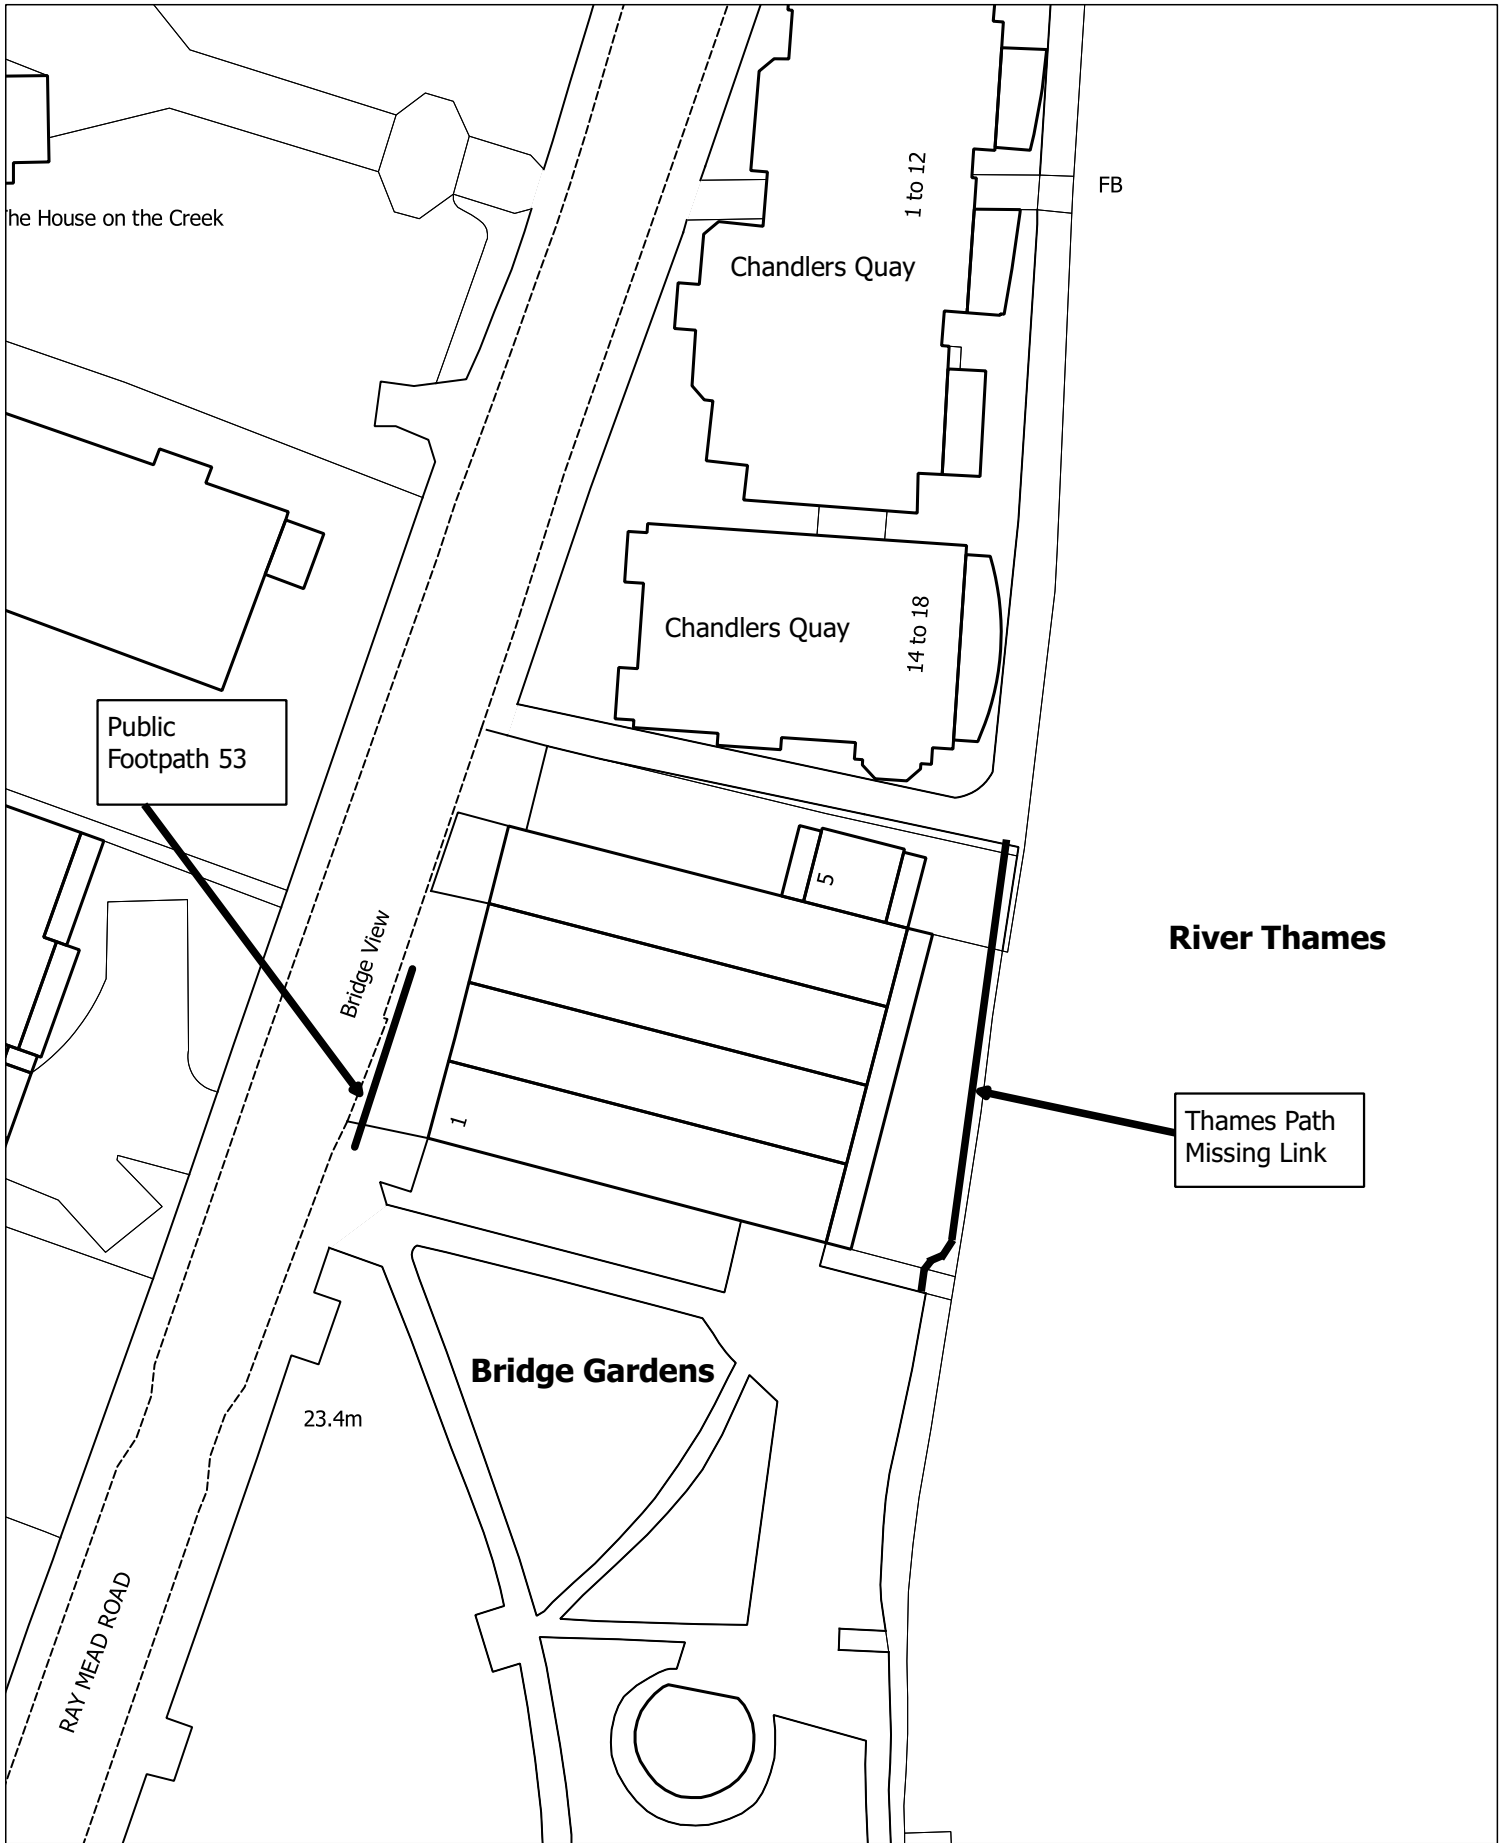 1 to 12
FB
he House on the Creek
Chandlers Quay
Chandlers Quay
14 to 18
Public
Footpath 53
5
Bridge View
River Thames
1
Thames Path
Missing Link
Bridge Gardens
23.4m
RAY MEAD ROAD